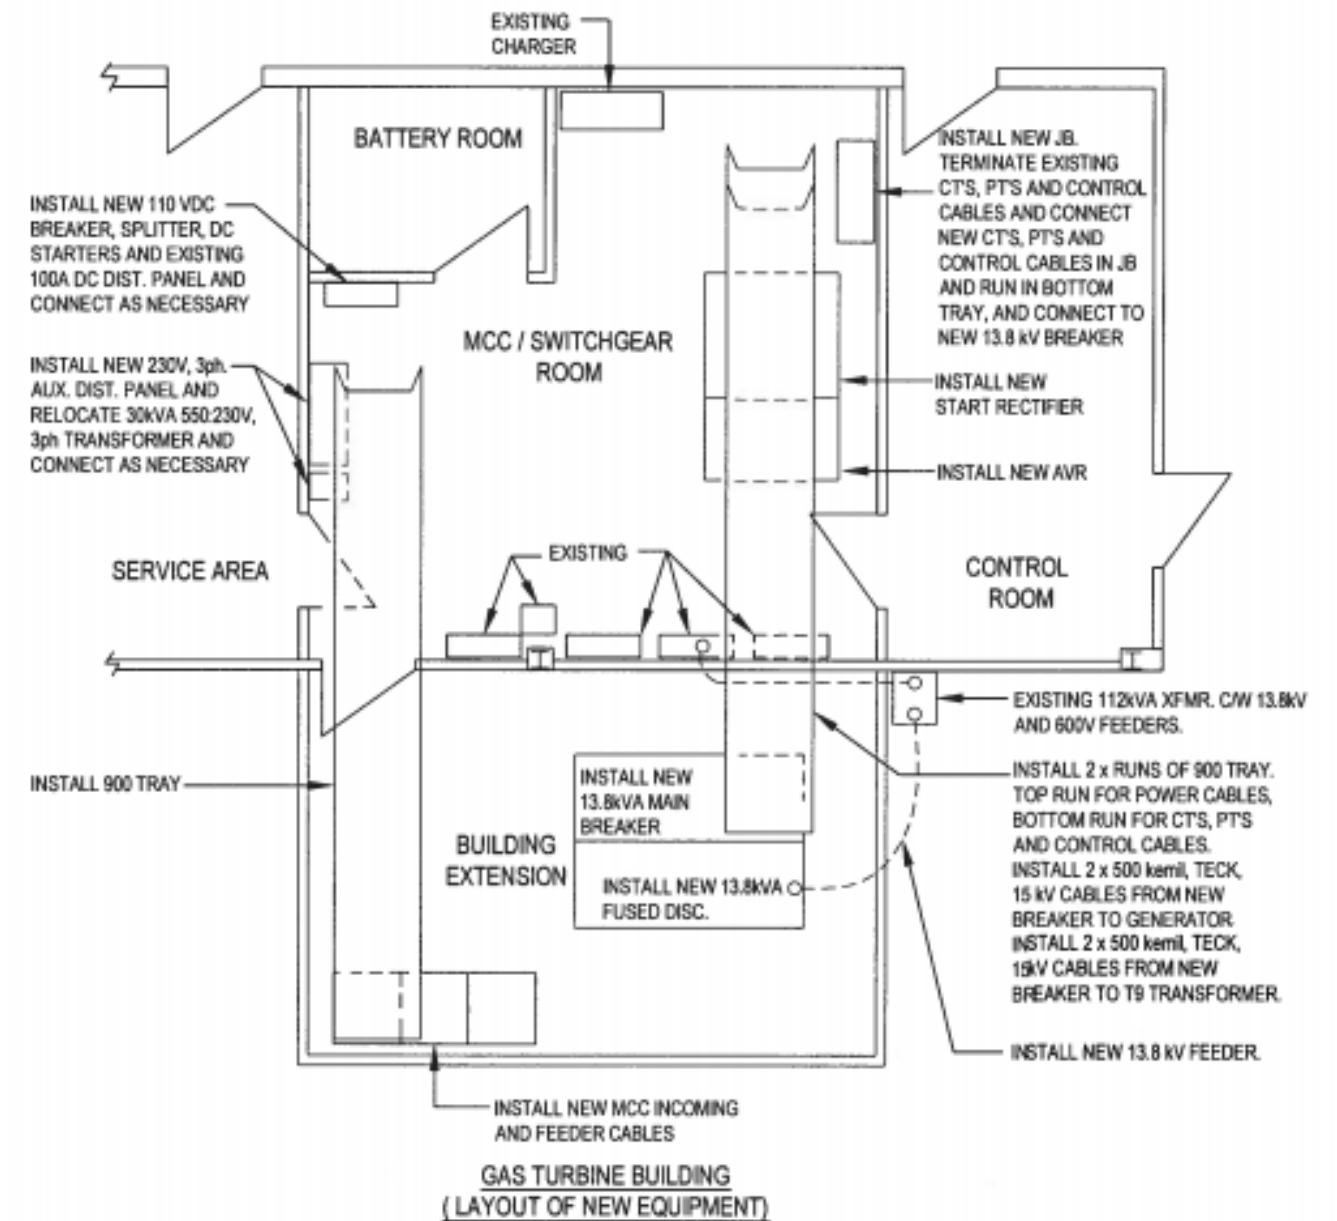 EXISTING
CHARGER
BATTERY ROOM
INSTALL NEW 110 VDC
BREAKER, SPLITTER, DC
STARTERS AND EXISTING
100A DC DIST. PANEL AND
CONNECT AS NECESSARY
INSTALL NEW JB.
TERMINATE EXISTING
CT'S, PT'S AND CONTROL
CABLES AND CONNECT
NEW CT'S, PT'S AND
CONTROL CABLES IN JB
AND RUN IN BOTTOM
TRAY, AND CONNECT TO
NEW 13.8 kV BREAKER
MCC / SWITCHGEAR
ROOM
INSTALL NEW 230V, 3ph.
AUX. DIST. PANEL AND
RELOCATE 30kVA 550:230V,
3ph TRANSFORMER AND
CONNECT AS NECESSARY
INSTALL NEW
START RECTIFIER
INSTALL NEW AVR
SERVICE AREA
EXISTING
CONTROL
ROOM
EXISTING 112kVA XFMR. C/W 13.8kV
AND 600V FEEDERS.
INSTALL 900 TRAY
INSTALL NEW
13.8kVA MAIN
BREAKER
BUILDING
EXTENSION
INSTALL NEW 13.8kVA
FUSED DISC.
INSTALL 2 x RUNS OF 900 TRAY.
TOP RUN FOR POWER CABLES,
BOTTOM RUN FOR CT'S, PT'S
AND CONTROL CABLES.
INSTALL 2 x 500 kemil, TECK,
15 kV CABLES FROM NEW
BREAKER TO GENERATOR.
INSTALL 2 x 500 kemil, TECK,
15kV CABLES FROM NEW
BREAKER TO T9 TRANSFORMER.
INSTALL NEW 13.8 kV FEEDER.
INSTALL NEW MCC INCOMING
AND FEEDER CABLES
GAS TURBINE BUILDING
( LAYOUT OF NEW EQUIPMENT)